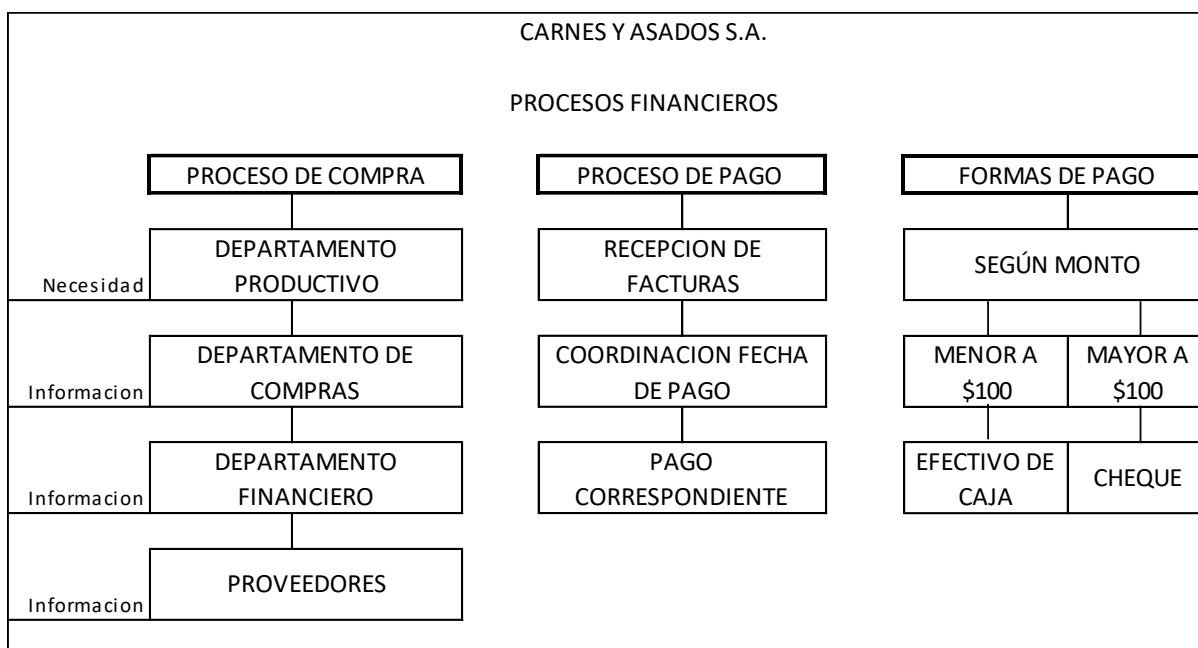 CARNES Y ASADOS S.A.
PROCESOS FINANCIEROS
PROCESO DE COMPRA
DEPARTAMENTO
PRODUCTIVO
Necesidad
DEPARTAMENTO DE
COMPRAS
Informacion
DEPARTAMENTO
FINANCIERO
Informacion
PROVEEDORES
Informacion
PROCESO DE PAGO
RECEPCION DE
FACTURAS
COORDINACION FECHA
DE PAGO
PAGO
CORRESPONDIENTE
FORMAS DE PAGO
SEGÚN MONTO
MENOR A
$100
MAYOR A
$100
EFECTIVO DE
CAJA
CHEQUE